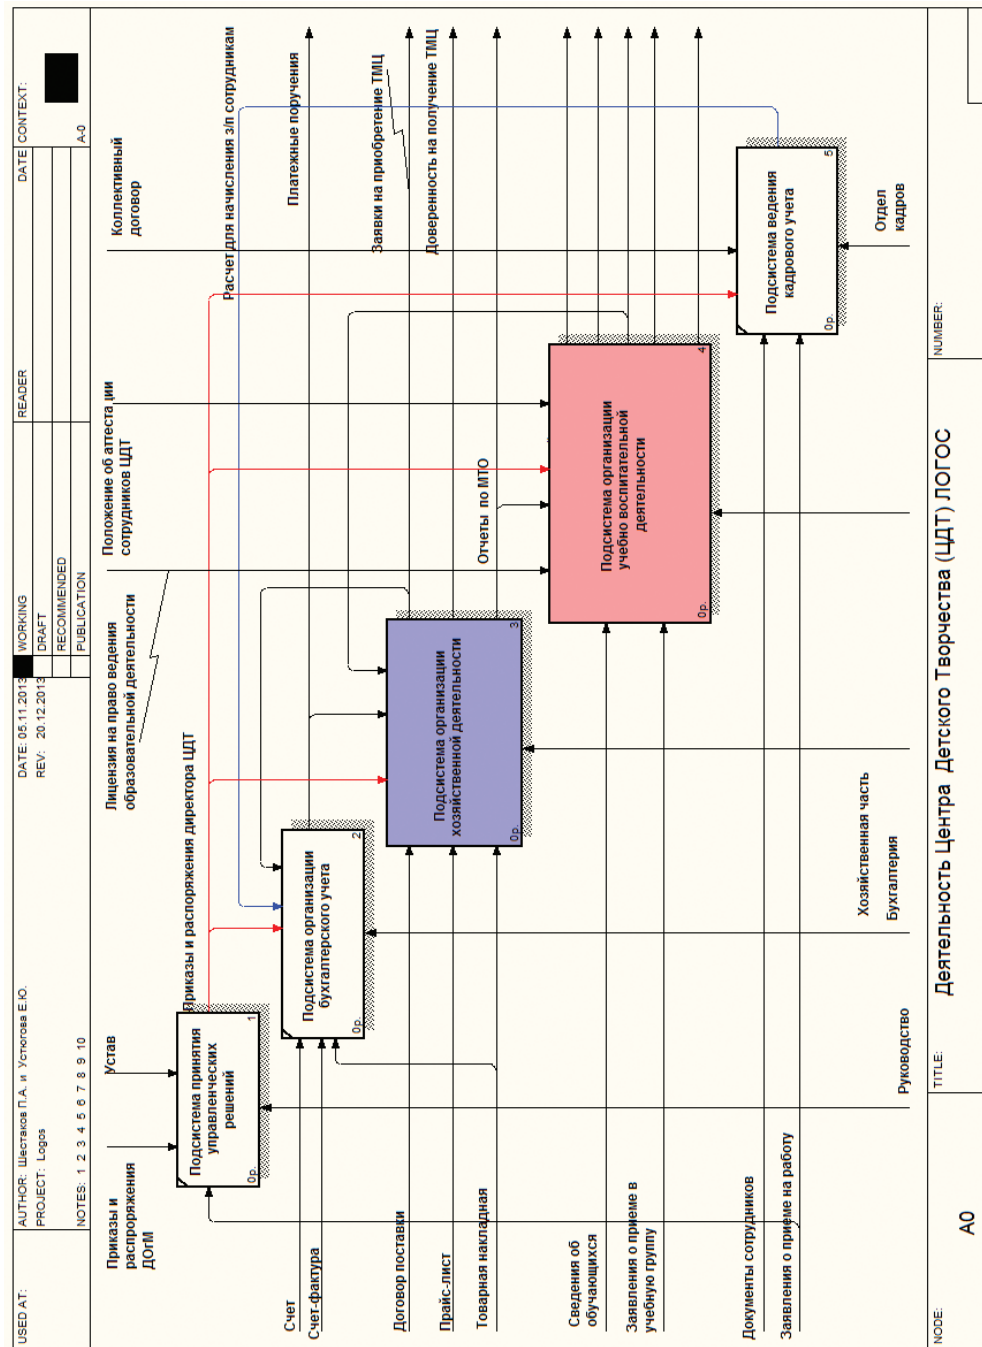 USED AT:
AUTHOR: Шестаков П.А. и Устюгова Е.Ю.
PROJECT: Logos
NOTES: 1 2 3 4 5 6 7 8 9 10
DATE: 05.11.2013
REV: 20.12.2013
WORKING
DRAFT
RECOMMENDED
PUBLICATION
READER
DATE
CONTEXT:
A-0
Приказы и
распроряжения
ДОгМ
Устав
Лицензия на право ведения
образовательной деятельности
Положение об аттеста ции
сотрудников ЦДТ
Коллективный
договор
Приказы и распоряжения директора ЦДТ
Расчет для начисления з/п сотрудникам
Платежные поручения
Заявки на приобретение ТМЦ
Доверенность на получение ТМЦ
Отчеты по МТО
Подсистема принятия
управленческих
решений
0р.
1
Подсистема организации
бухгалтерского учета
0р.
2
Подсистема организации
хозяйственной деятельности
0р.
3
Подсистема организации
учебно воспитательной
деятельности
0р.
4
Подсистема ведения
кадрового учета
0р.
5
Счет
Счет-фактура
Договор поставки
Прайс-лист
Товарная накладная
Сведения об
обучающихся
Заявления о приеме в
учебную группу
Документы сотрудников
Заявления о приеме на работу
Руководство
Хозяйственная часть
Бухгалтерия
Отдел
кадров
NODE:
A0
TITLE:
Деятельность Центра Детского Творчества (ЦДТ) ЛОГОС
NUMBER: